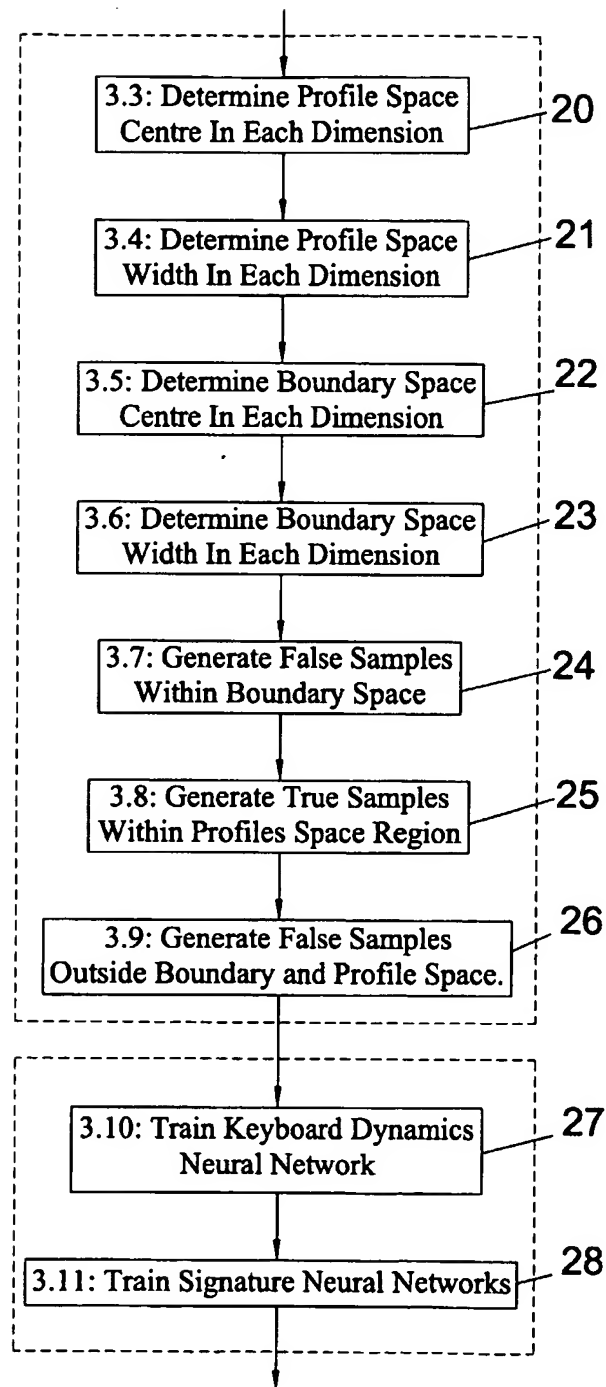 3.3: Determine Profile Space
Centre In Each Dimension
20
3.4: Determine Profile Space
Width In Each Dimension
21
3.5: Determine Boundary Space
Centre In Each Dimension
22
3.6: Determine Boundary Space
Width In Each Dimension
23
3.7: Generate False Samples
Within Boundary Space
24
3.8: Generate True Samples
Within Profiles Space Region
25
3.9: Generate False Samples
Outside Boundary and Profile Space.
26
3.10: Train Keyboard Dynamics
Neural Network
27
3.11: Train Signature Neural Networks
28